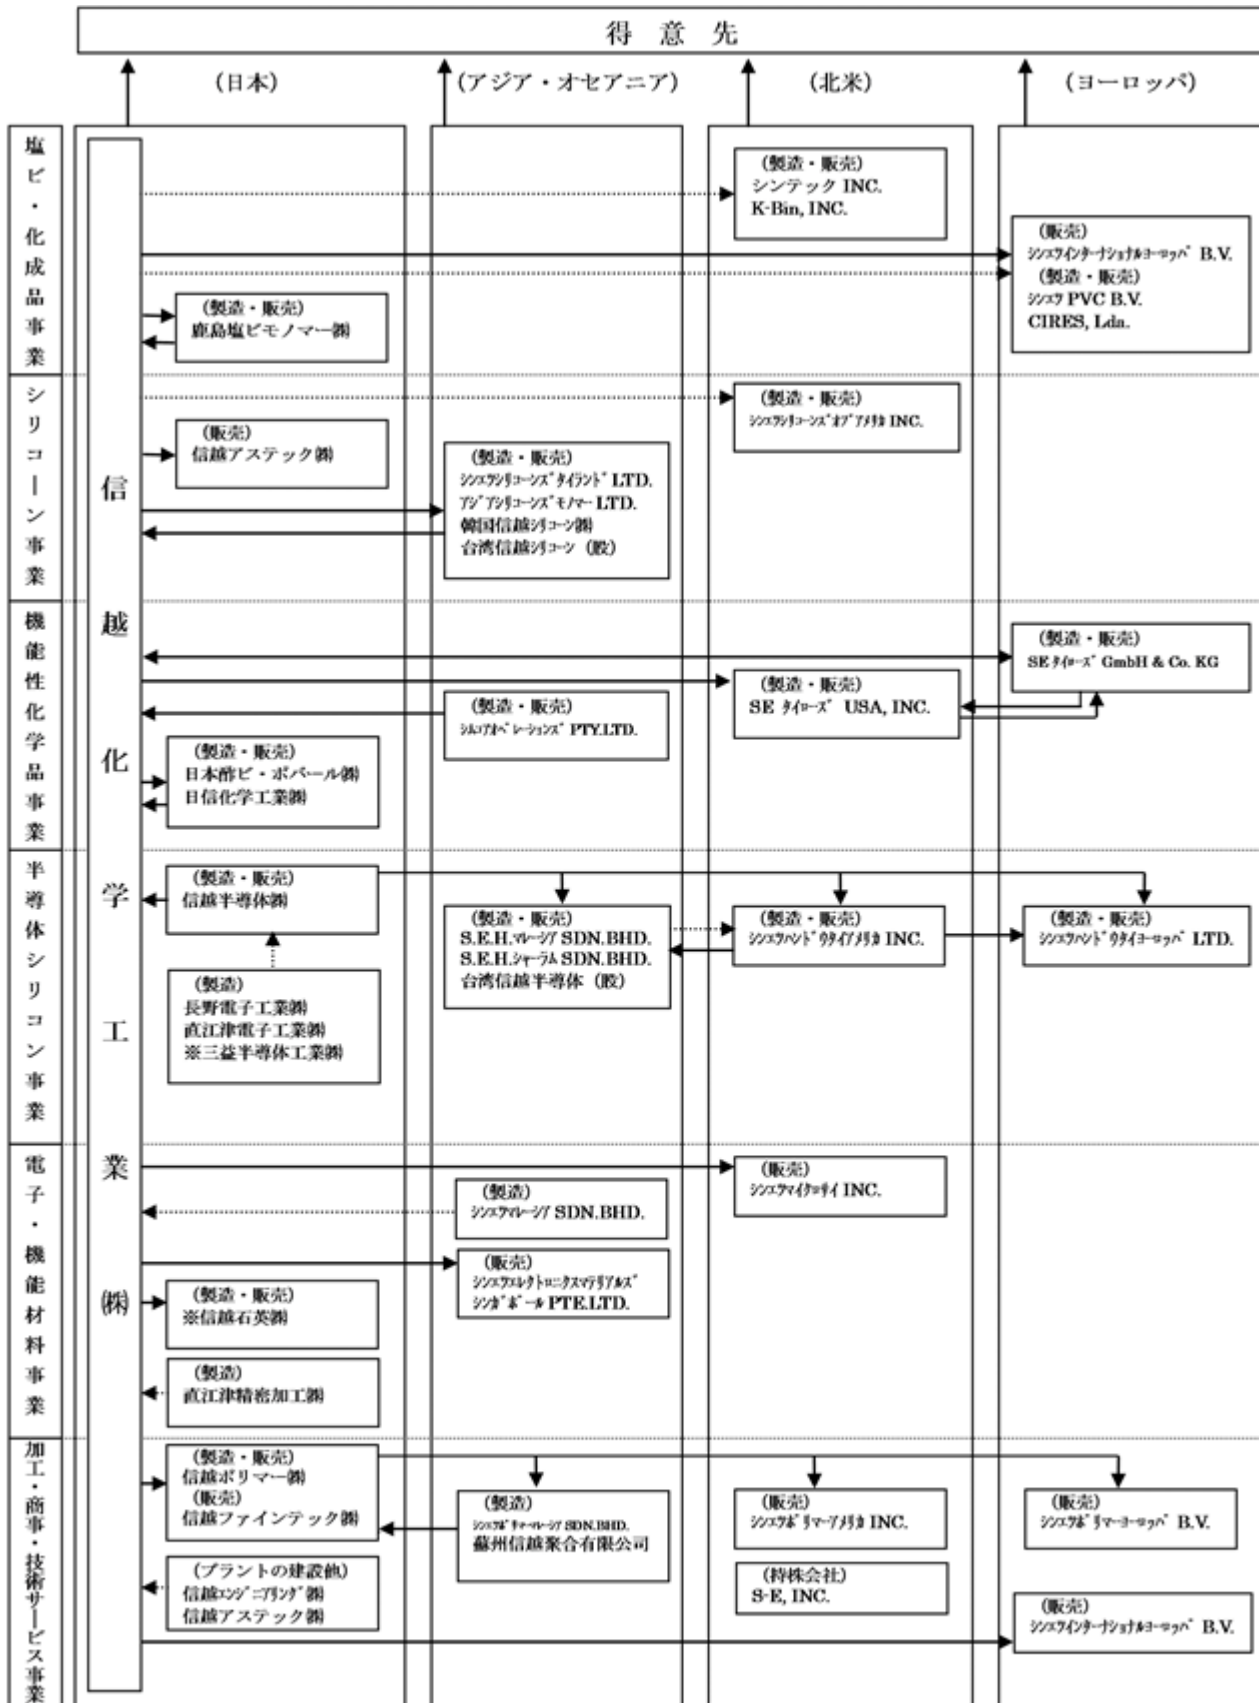 得 意 先
(日本)
(アジア・オセアニア)
(北米)
(ヨーロッパ)
信越化学工業㈱
塩ビ・化成品事業
(製造・販売)
シンテック INC.
K-Bin, INC.
(販売)
シンエツインターナショナルヨーロッパ B.V.
(製造・販売)
シンエツ PVC B.V.
CIRES, Lda.
(製造・販売)
鹿島塩ビモノマー㈱
シリコーン事業
(製造・販売)
シンエツシリコーンズオブアメリカ INC.
(販売)
信越アステック㈱
(製造・販売)
シンエツシリコーンズタイランド LTD.
アジアシリコーンズモノマー LTD.
韓国信越シリコーン㈱
台湾信越シリコーン（股）
機能性化学品事業
(製造・販売)
SE タイローズ GmbH & Co. KG
(製造・販売)
SE タイローズ USA, INC.
(製造・販売)
シムコアオペレーションズ PTY.LTD.
(製造・販売)
日本酢ビ・ポバール㈱
日信化学工業㈱
半導体シリコン事業
(製造・販売)
信越半導体㈱
(製造・販売)
S.E.H.マレーシア SDN.BHD.
S.E.H.シャーラム SDN.BHD.
台湾信越半導体（股）
(製造・販売)
シンエツハンドウタイアメリカ INC.
(製造・販売)
シンエツハンドウタイヨーロッパ LTD.
(製造)
長野電子工業㈱
直江津電子工業㈱
※三益半導体工業㈱
電子・機能材料事業
(販売)
シンエツマイクロサイ INC.
(製造)
シンエツマレーシア SDN.BHD.
(販売)
シンエツエレクトロニクスマテリアルズ
シンガポール PTE.LTD.
(製造・販売)
※信越石英㈱
(製造)
直江津精密加工㈱
加工・商事・技術サービス事業
(製造・販売)
信越ポリマー㈱
(販売)
信越ファインテック㈱
(製造)
シンエツポリマーマレーシア SDN.BHD.
蘇州信越聚合有限公司
(販売)
シンエツポリマーアメリカ INC.
(販売)
シンエツポリマーヨーロッパ B.V.
(プラントの建設他)
信越エンジニアリング㈱
信越アステック㈱
(持株会社)
S-E, INC.
(販売)
シンエツインターナショナルヨーロッパ B.V.